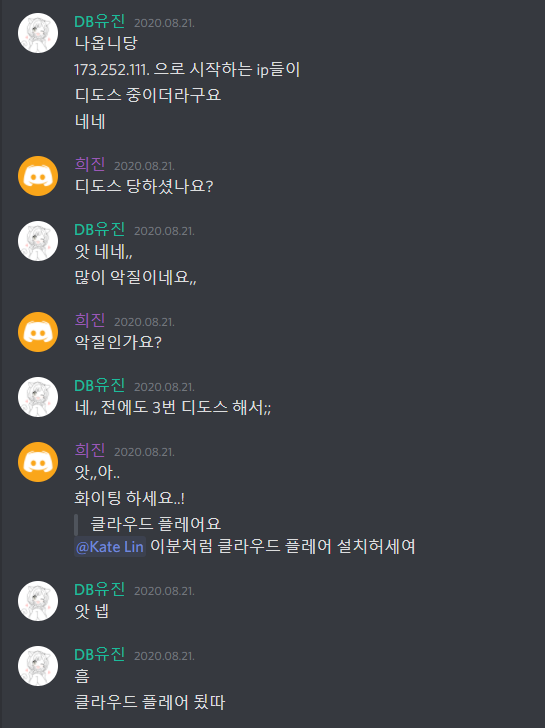 DB유진 2020.08.21.
나옵니당
173.252.111. 으로 시작하는 ip들이
디도스 중이더라구요
네네
희진 2020.08.21.
디도스 당하셨나요?
DB유진 2020.08.21.
앗 네네,,
많이 악질이네요,,
희진 2020.08.21.
악질인가요?
DB유진 2020.08.21.
네,, 전에도 3번 디도스 해서;;
희진 2020.08.21.
앗,,아..
화이팅 하세요..!
클라우드 플레어요
@Kate Lin 이분처럼 클라우드 플레어 설치허세여
DB유진 2020.08.21.
앗 넵
DB유진 2020.08.21.
흠
클라우드 플레어 됬따